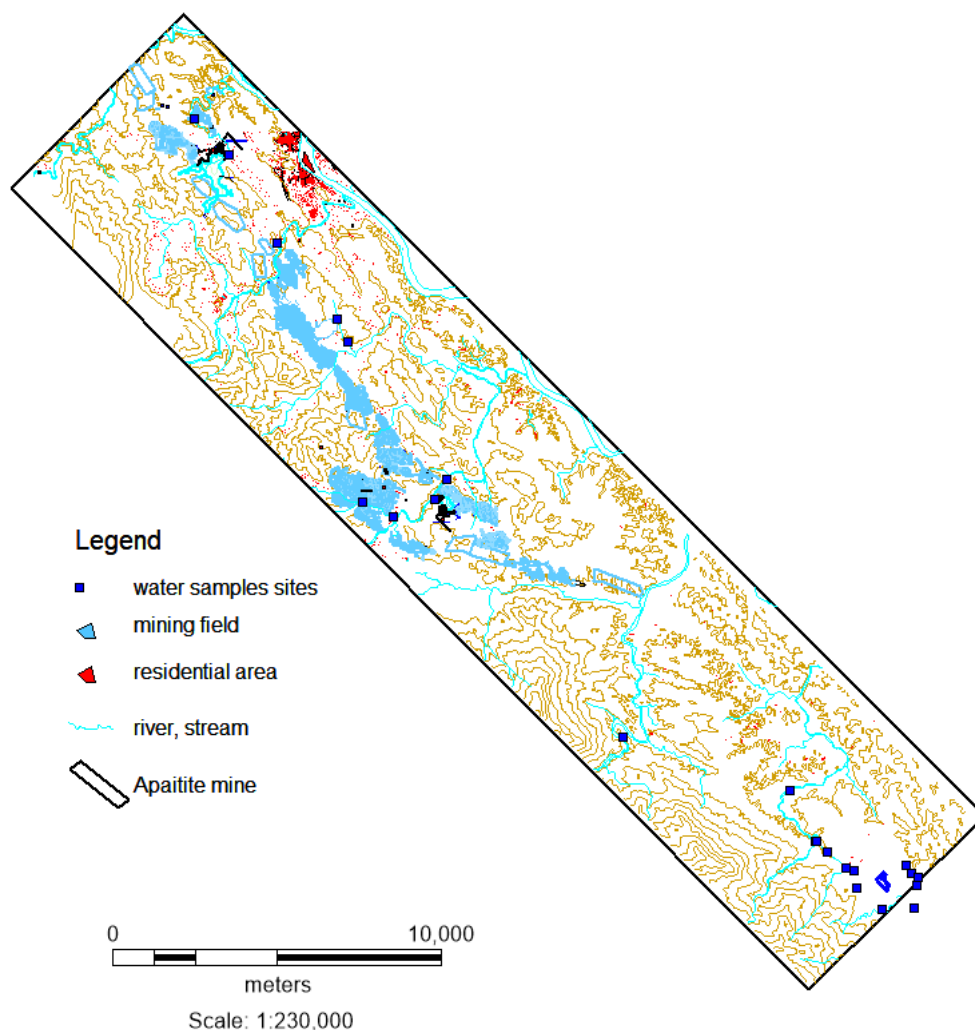 Legend
water samples sites
mining field
residential area
river, stream
Apaitite mine
0 10,000
meters
Scale: 1:230,000